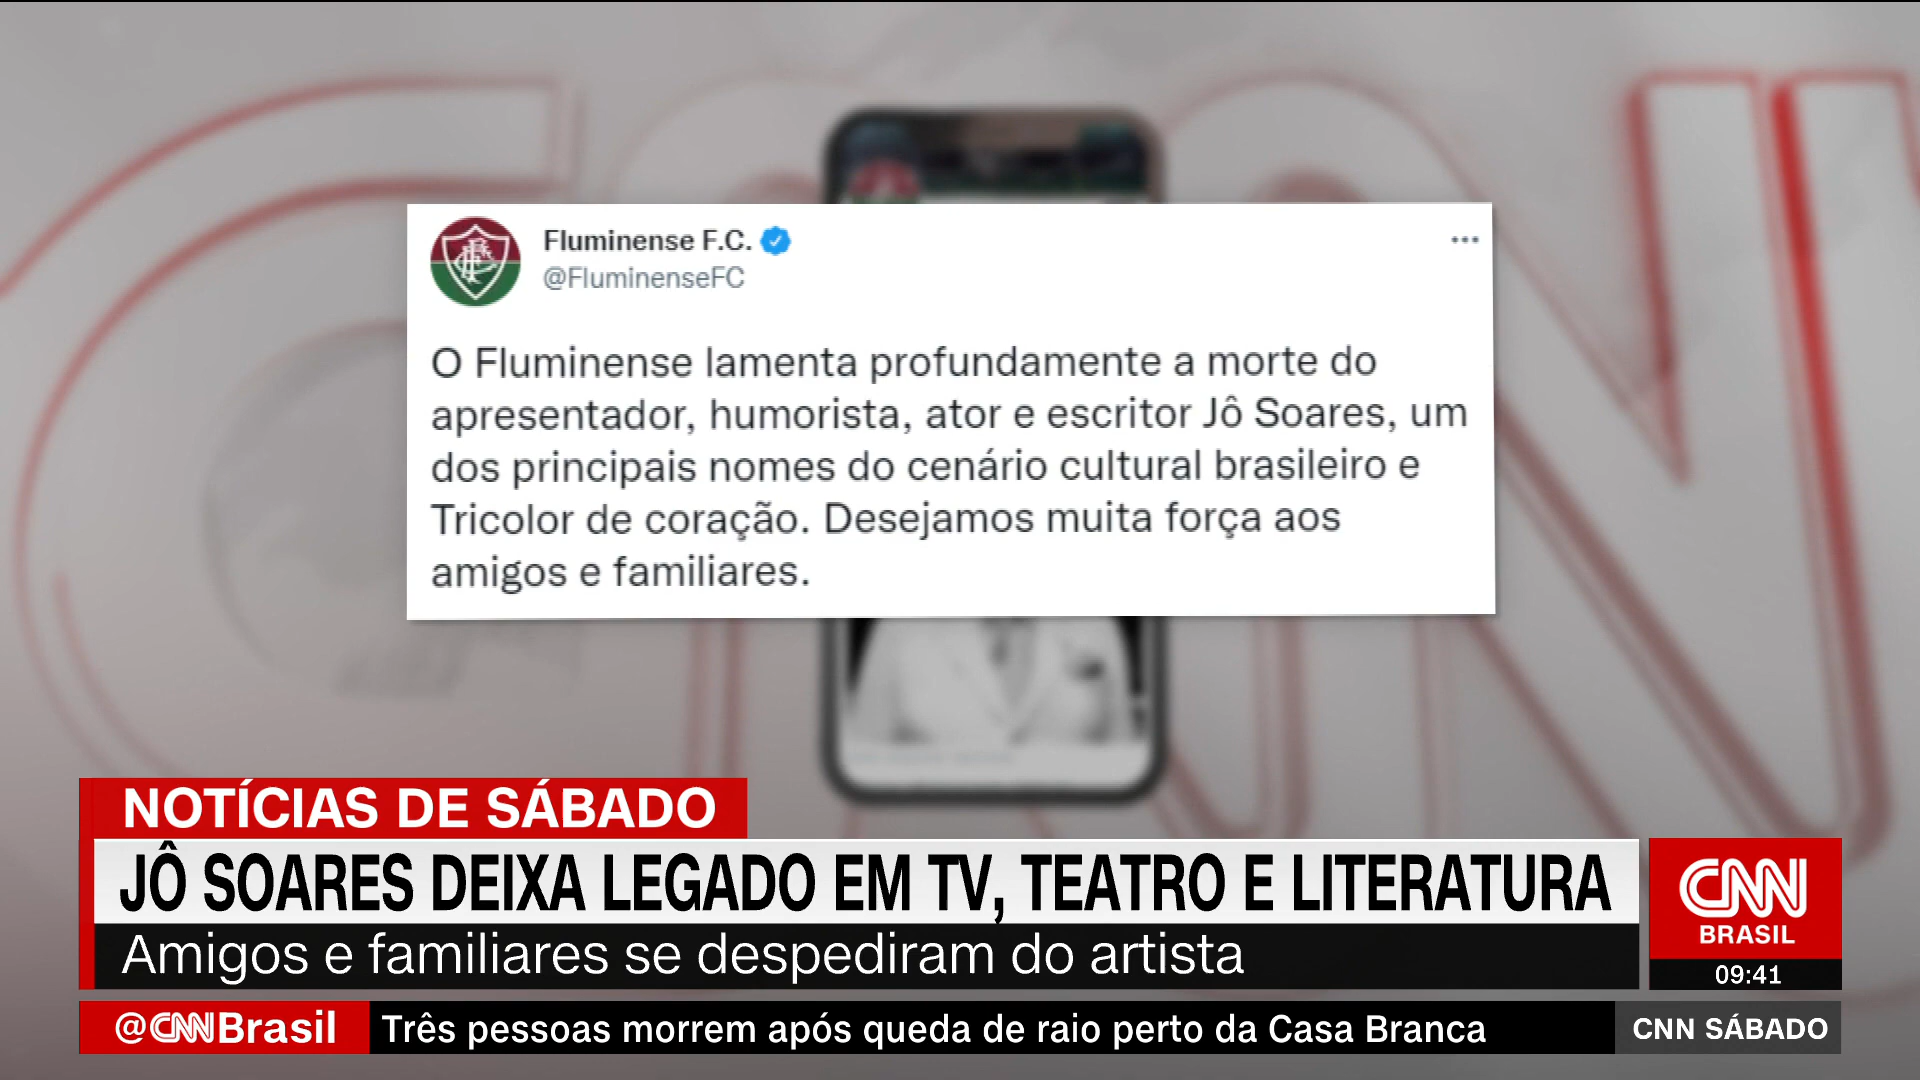 Fluminense F.C.
@FluminenseFC
O Fluminense lamenta profundamente a morte do
apresentador, humorista, ator e escritor Jô Soares, um
dos principais nomes do cenário cultural brasileiro e
Tricolor de coração. Desejamos muita força aos
amigos e familiares.
NOTÍCIAS DE SÁBADO
JÔ SOARES DEIXA LEGADO EM TV, TEATRO E LITERATURA
Amigos e familiares se despediram do artista
CNN
BRASIL
09:41
@CNNBrasil Três pessoas morrem após queda de raio perto da Casa Branca
CNN SÁBADO